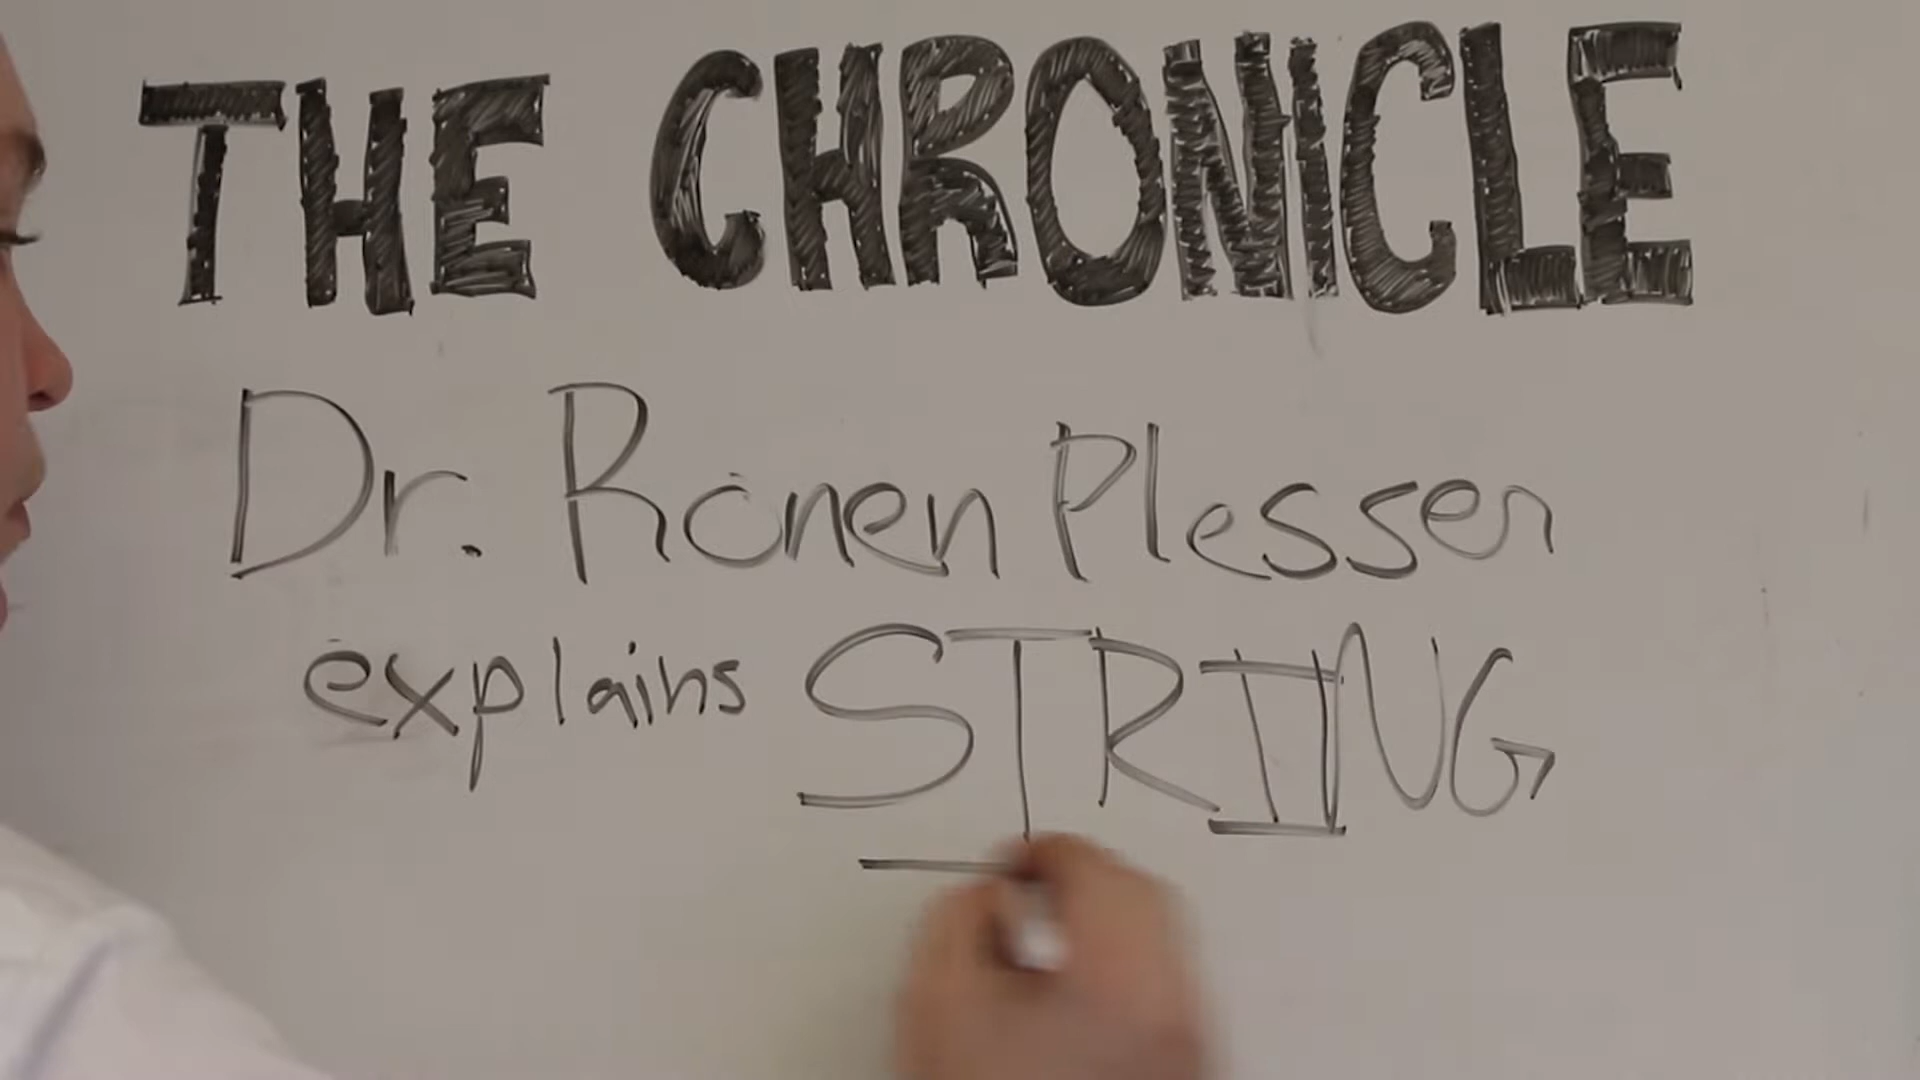 THE CHRONICLE
Dr. Ronen Plesser
explains STRING